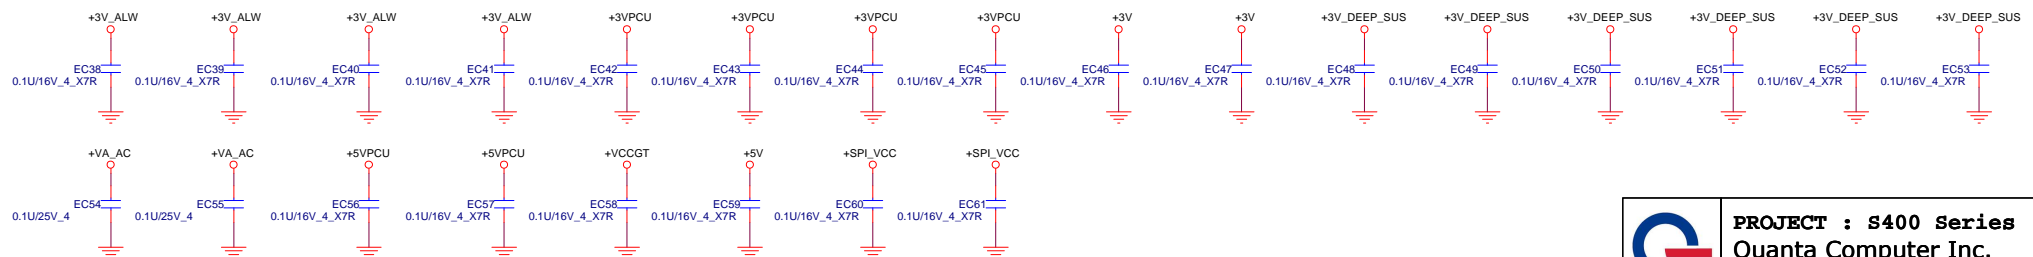 +3V_ALW +3V_ALW +3V_ALW +3V_ALW +3VPCU +3VPCU +3VPCU +3VPCU +3V +3V +3V_DEEP_SUS +3V_DEEP_SUS +3V_DEEP_SUS +3V_DEEP_SUS +3V_DEEP_SUS +3V_DEEP_SUS
EC38 EC39 EC40 EC41 EC42 EC43 EC44 EC45 EC46 EC47 EC48 EC49 EC50 EC51 EC52 EC53
0.1U/16V_4_X7R 0.1U/16V_4_X7R 0.1U/16V_4_X7R 0.1U/16V_4_X7R 0.1U/16V_4_X7R 0.1U/16V_4_X7R 0.1U/16V_4_X7R 0.1U/16V_4_X7R 0.1U/16V_4_X7R 0.1U/16V_4_X7R 0.1U/16V_4_X7R 0.1U/16V_4_X7R 0.1U/16V_4_X7R 0.1U/16V_4_X7R 0.1U/16V_4_X7R 0.1U/16V_4_X7R
+VA_AC +VA_AC +5VPCU +5VPCU +VCCGT +5V +SPI_VCC +SPI_VCC
EC54 EC55 EC56 EC57 EC58 EC59 EC60 EC61
0.1U/25V_4 0.1U/25V_4 0.1U/16V_4_X7R 0.1U/16V_4_X7R 0.1U/16V_4_X7R 0.1U/16V_4_X7R 0.1U/16V_4_X7R 0.1U/16V_4_X7R
PROJECT : S400 Series
Quanta Computer Inc.